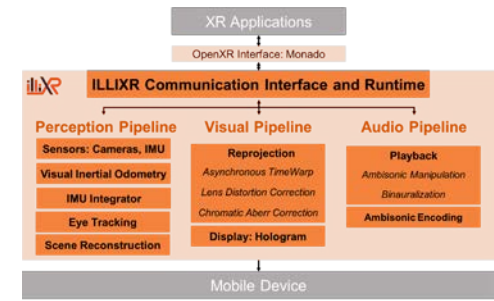 XR Applications
OpenXR Interface: Monado
illiXR
ILLIXR Communication Interface and Runtime
Perception Pipeline
Sensors: Cameras, IMU
Visual Inertial Odometry
IMU Integrator
Eye Tracking
Scene Reconstruction
Visual Pipeline
Reprojection
Asynchronous TimeWarp
Lens Distortion Correction
Chromatic Aberr Correction
Display: Hologram
Audio Pipeline
Playback
Ambisonic Manipulation
Binauralization
Ambisonic Encoding
Mobile Device